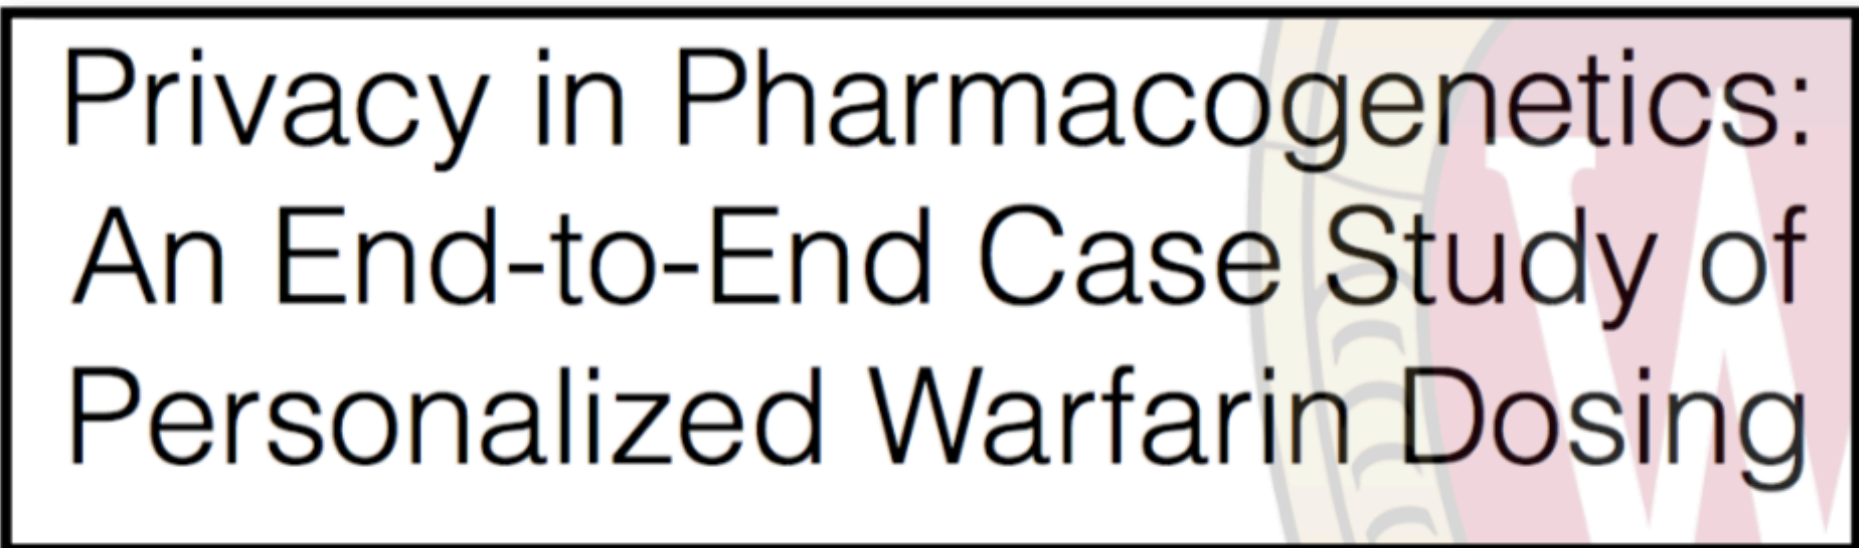 Privacy in Pharmacogenetics:
An End-to-End Case Study of
Personalized Warfarin Dosing